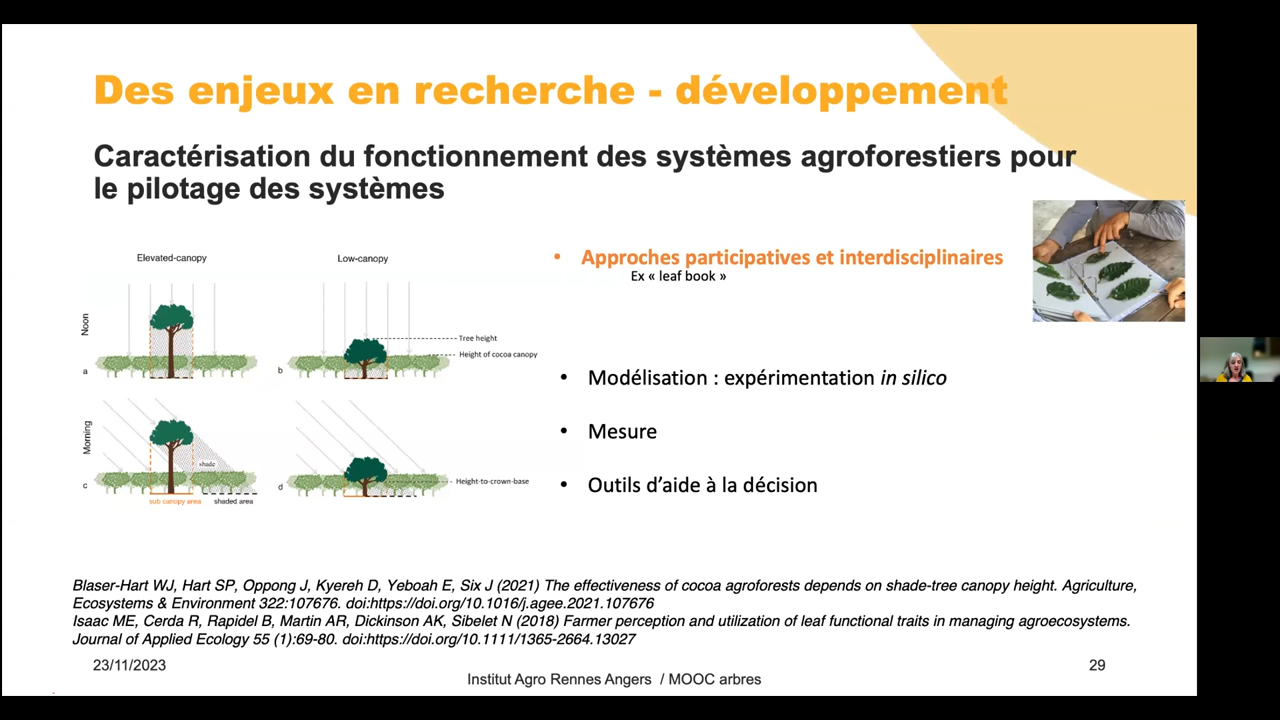 Des enjeux en recherche - développement
Caractérisation du fonctionnement des systèmes agroforestiers pour
le pilotage des systèmes
Elevated-canopy
Low-canopy
Noon
a
b
Tree height
Height of cocoa canopy
Morning
c
shade
sub canopy area
shaded area
d
Height-to-crown-base
• Approches participatives et interdisciplinaires
Ex « leaf book »
• Modélisation : expérimentation in silico
• Mesure
• Outils d’aide à la décision
Blaser-Hart WJ, Hart SP, Oppong J, Kyereh D, Yeboah E, Six J (2021) The effectiveness of cocoa agroforests depends on shade-tree canopy height. Agriculture,
Ecosystems & Environment 322:107676. doi:https://doi.org/10.1016/j.agee.2021.107676
Isaac ME, Cerda R, Rapidel B, Martin AR, Dickinson AK, Sibelet N (2018) Farmer perception and utilization of leaf functional traits in managing agroecosystems.
Journal of Applied Ecology 55 (1):69-80. doi:https://doi.org/10.1111/1365-2664.13027
23/11/2023
Institut Agro Rennes Angers / MOOC arbres
29